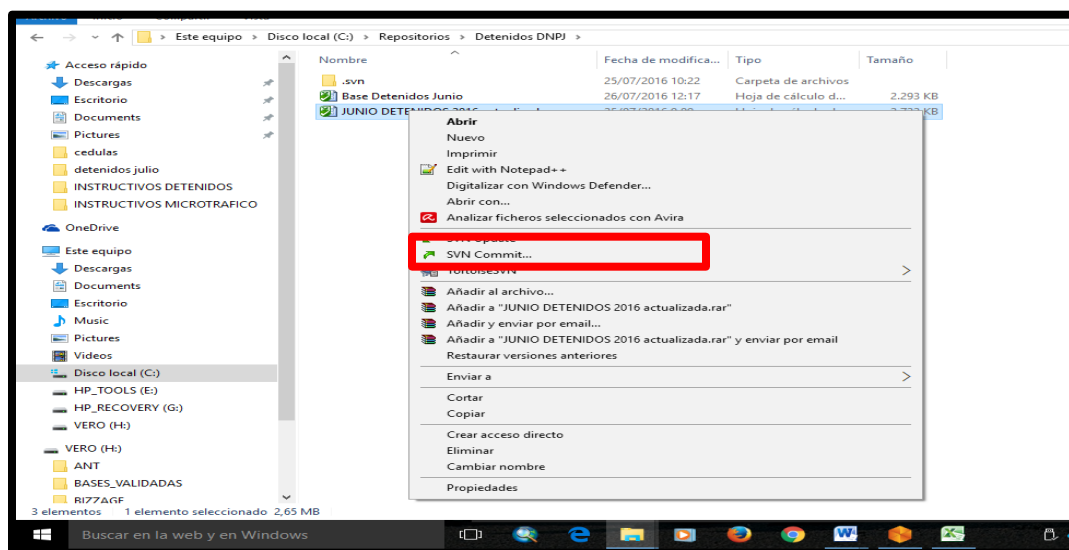 Este equipo > Disco local (C:) > Repositorios > Detenidos DNPJ >
Nombre Fecha de modifica... Tipo Tamaño
.svn 25/07/2016 10:22 Carpeta de archivos
Base Detenidos Junio 26/07/2016 12:17 Hoja de cálculo d... 2.293 KB
JUNIO DETENIDOS 2016 actualizada KB
Acceso rápido
Descargas
Escritorio
Documents
Pictures
cedulas
detenidos julio
INSTRUCTIVOS DETENIDOS
INSTRUCTIVOS MICROTRAFICO
OneDrive
Este equipo
Descargas
Documents
Escritorio
Music
Pictures
Videos
Disco local (C:)
HP_TOOLS (E:)
HP_RECOVERY (G:)
VERO (H:)
VERO (H:)
ANT
BASES_VALIDADAS
BIZZAGE
Abrir
Nuevo
Imprimir
Edit with Notepad++
Digitalizar con Windows Defender...
Abrir con...
Analizar ficheros seleccionados con Avira
SVN Update
SVN Commit...
TortoiseSVN
Añadir al archivo...
Añadir a "JUNIO DETENIDOS 2016 actualizada.rar"
Añadir y enviar por email...
Añadir a "JUNIO DETENIDOS 2016 actualizada.rar" y enviar por email
Restaurar versiones anteriores
Enviar a
Cortar
Copiar
Crear acceso directo
Eliminar
Cambiar nombre
Propiedades
3 elementos 1 elemento seleccionado 2,65 MB
Buscar en la web y en Windows